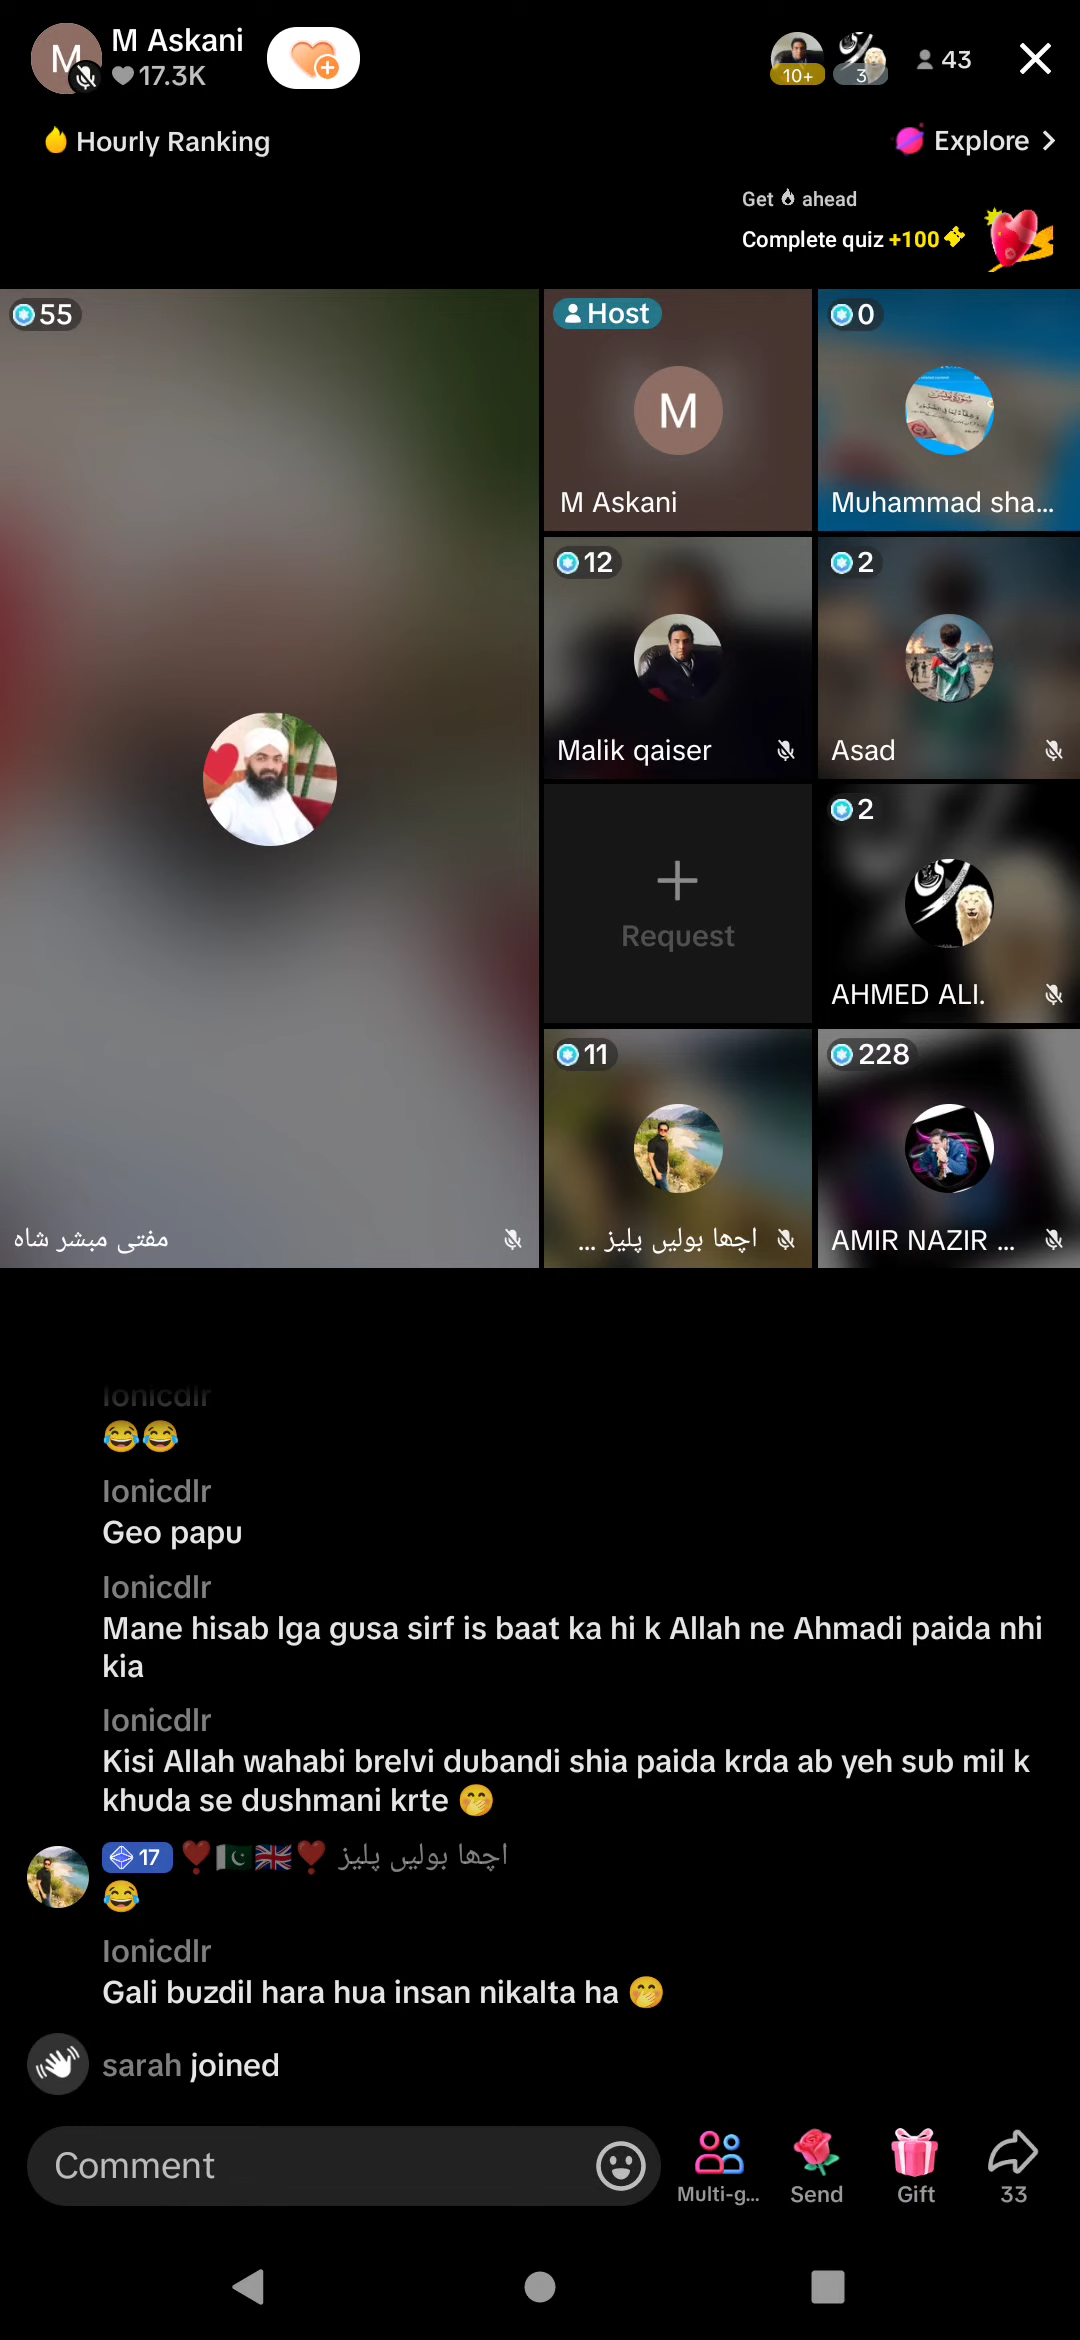 M Askani
17.3K
10+
3
43
Hourly Ranking
Explore
Get ahead
Complete quiz +100
55
Host
0
M
M Askani
Muhammad sha...
12
2
Malik qaiser
Asad
2
Request
AHMED ALI.
11
228
مفتی مبشر شاہ
اچھا بولیں پلیز ...
AMIR NAZIR ...
Ionicdlr
😂😂
Ionicdlr
Geo papu
Ionicdlr
Mane hisab lga gusa sirf is baat ka hi k Allah ne Ahmadi paida nhi
kia
Ionicdlr
Kisi Allah wahabi brelvi dubandi shia paida krda ab yeh sub mil k
khuda se dushmani krte 🤭
17 ❣️🇵🇰🇬🇧❣️ اچھا بولیں پلیز
😂
Ionicdlr
Gali buzdil hara hua insan nikalta ha 🤭
sarah joined
Comment
Multi-g...
Send
Gift
33